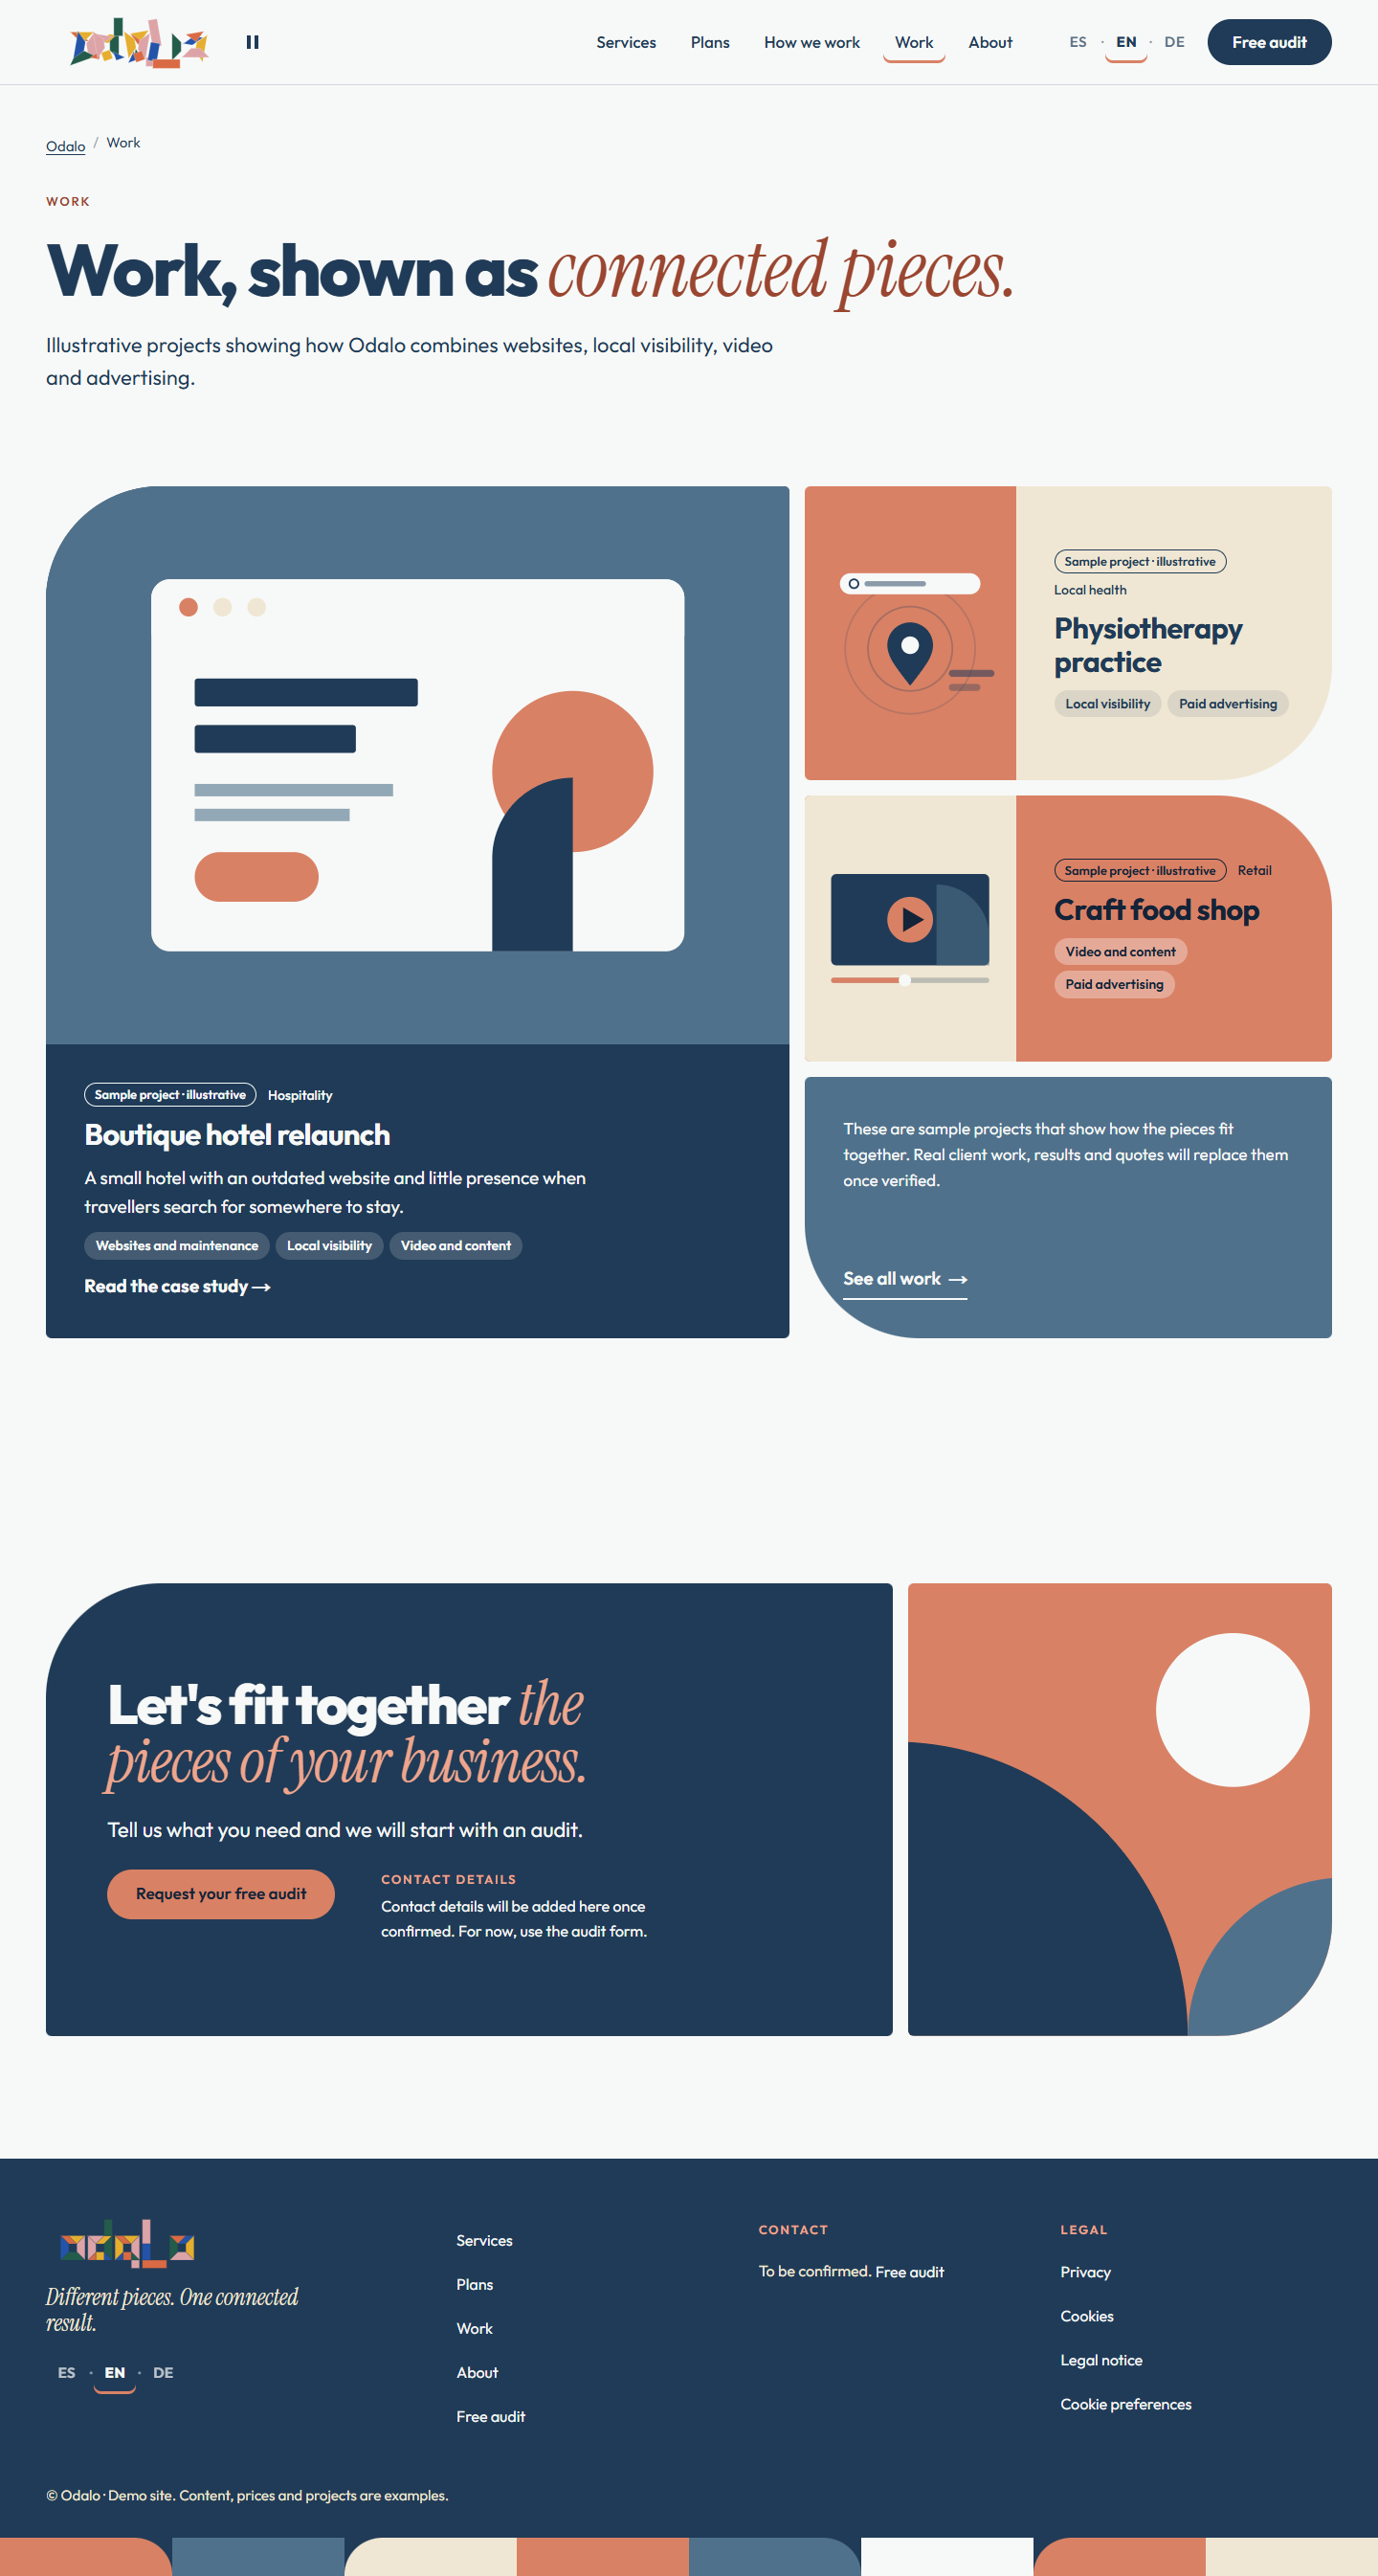 odalo
Services Plans How we work Work About ES · EN · DE Free audit
Odalo / Work
WORK
Work, shown as connected pieces.
Illustrative projects showing how Odalo combines websites, local visibility, video
and advertising.
Sample project · illustrative
Local health
Physiotherapy
practice
Local visibility Paid advertising
Sample project · illustrative Retail
Craft food shop
Video and content
Paid advertising
Sample project · illustrative Hospitality
Boutique hotel relaunch
A small hotel with an outdated website and little presence when
travellers search for somewhere to stay.
Websites and maintenance Local visibility Video and content
Read the case study →
These are sample projects that show how the pieces fit
together. Real client work, results and quotes will replace them
once verified.
See all work →
Let's fit together the
pieces of your business.
Tell us what you need and we will start with an audit.
Request your free audit
CONTACT DETAILS
Contact details will be added here once
confirmed. For now, use the audit form.
odalo
Different pieces. One connected
result.
ES · EN · DE
Services
Plans
Work
About
Free audit
CONTACT
To be confirmed. Free audit
LEGAL
Privacy
Cookies
Legal notice
Cookie preferences
© Odalo · Demo site. Content, prices and projects are examples.